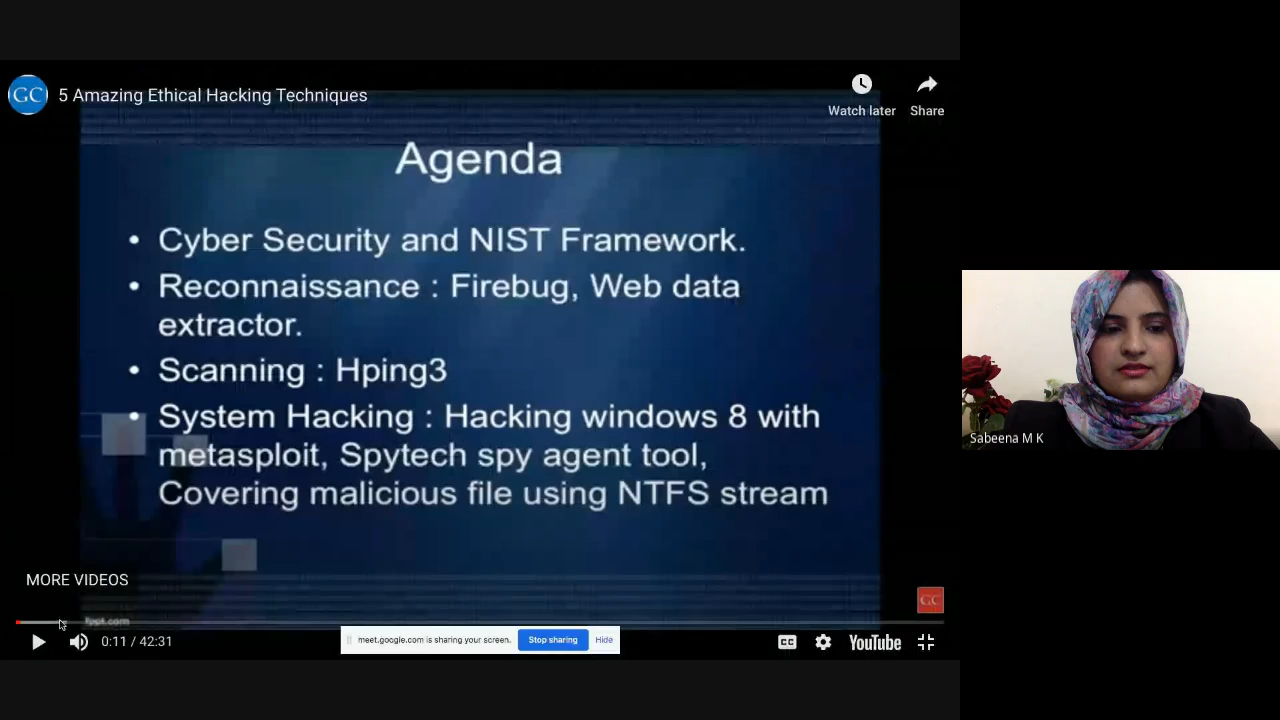 GC 5 Amazing Ethical Hacking Techniques
Watch later Share
Agenda
• Cyber Security and NIST Framework.
• Reconnaissance : Firebug, Web data
extractor.
• Scanning : Hping3
• System Hacking : Hacking windows 8 with
metasploit, Spytech spy agent tool,
Covering malicious file using NTFS stream
Sabeena M K
MORE VIDEOS
GC
fppt.com
0:11 / 42:31
meet.google.com is sharing your screen. Stop sharing Hide
CC YouTube